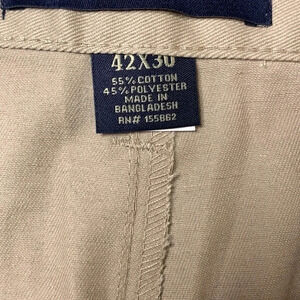 42X30
55% COTTON
45% POLYESTER
MADE IN
BANGLADESH
RN# 155862